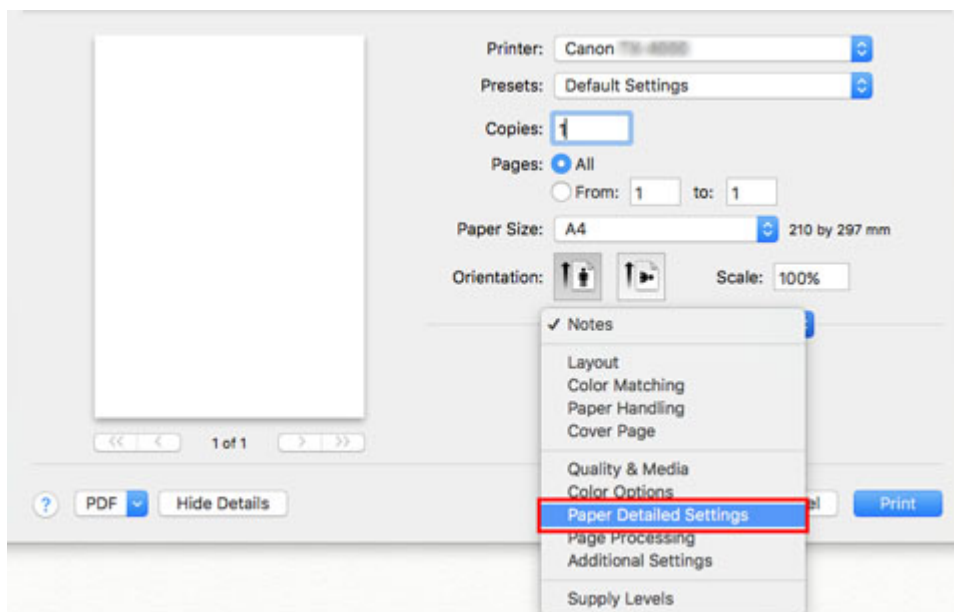 Printer: Canon
Presets: Default Settings
Copies: 1
Pages: All
From: 1 to: 1
Paper Size: A4 210 by 297 mm
Orientation: Scale: 100%
✓ Notes
Layout
Color Matching
Paper Handling
Cover Page
<< < 1 of 1 > >>
Quality & Media
Color Options
? PDF Hide Details el Print
Paper Detailed Settings
Page Processing
Additional Settings
Supply Levels